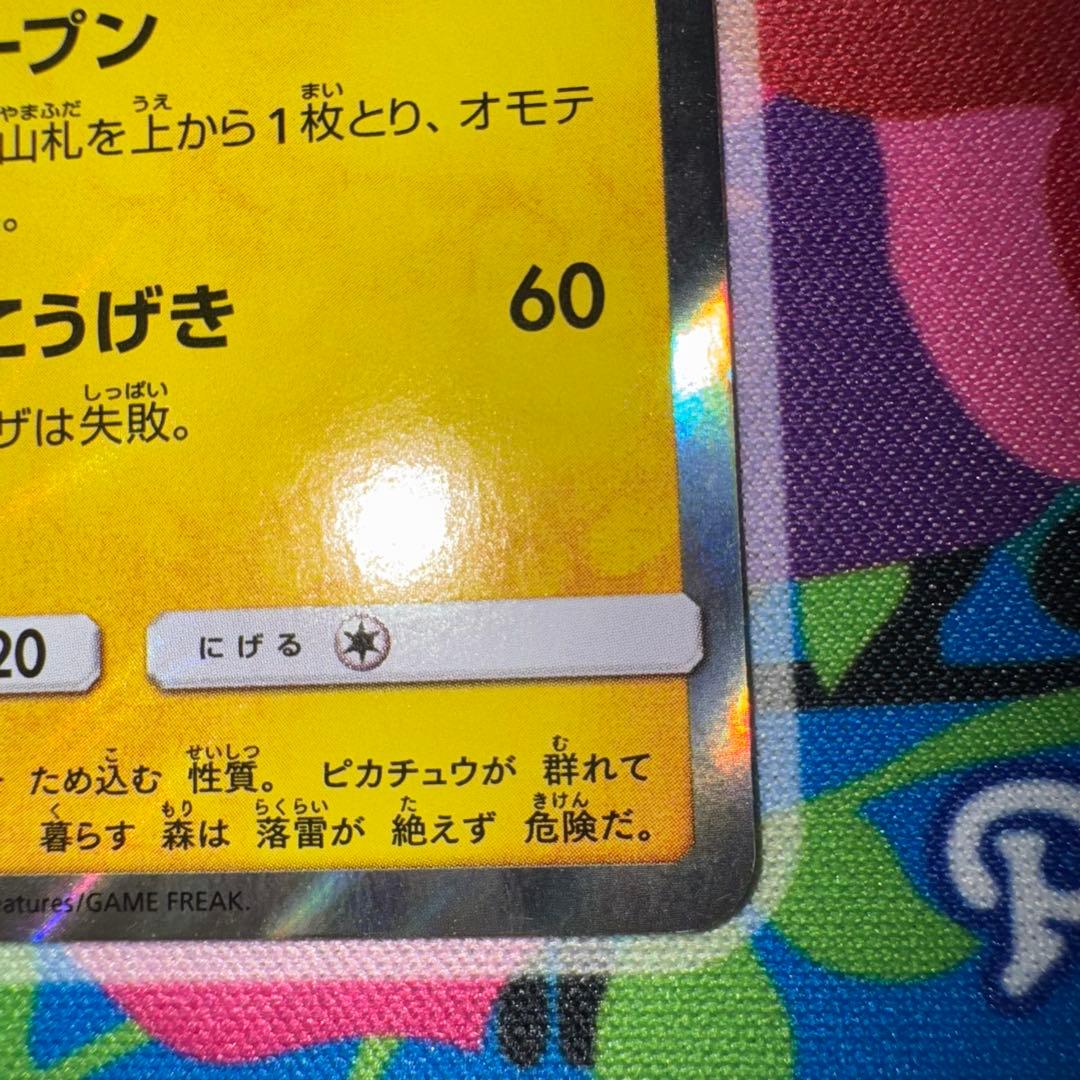 ープン
山札を上から1枚とり、オモテ
。
こうげき 60
ザは失敗。
20 にげる
ため込む 性質。 ピカチュウが 群れて
暮らす 森は 落雷が 絶えず 危険だ。
eatures/GAME FREAK.